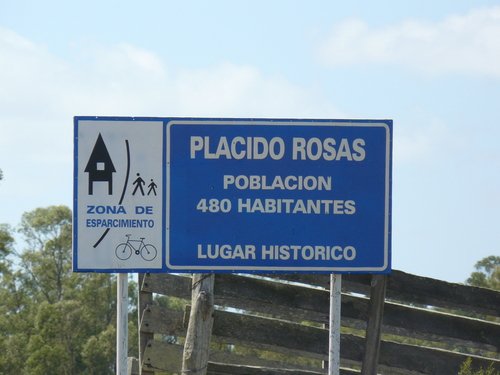 ZONA DE
ESPARCIMIENTO
PLACIDO ROSAS
POBLACION
480 HABITANTES
LUGAR HISTORICO